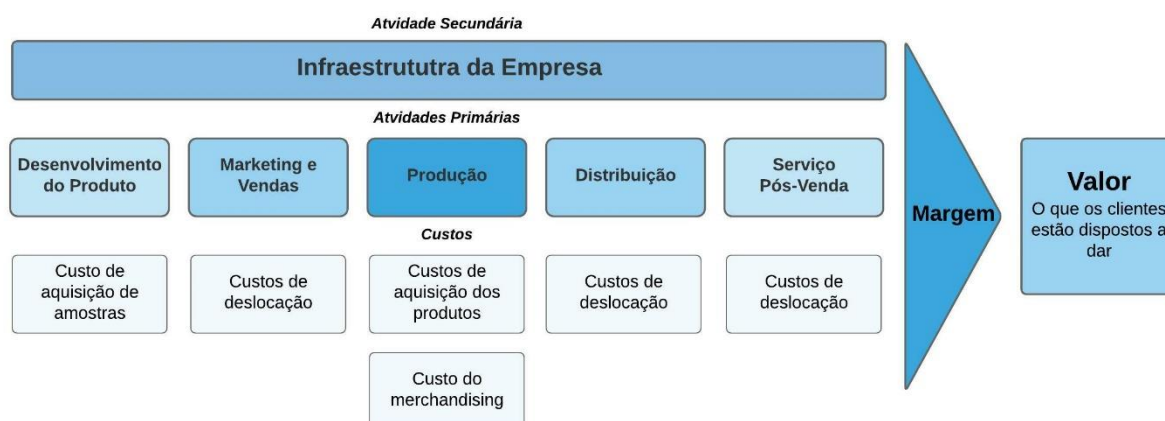 Atvidade Secundária
Infraestrututra da Empresa
Atvidades Primárias
Desenvolvimento
do Produto
Marketing e
Vendas
Produção
Distribuição
Serviço
Pós-Venda
Custos
Custo de
aquisição de
amostras
Custos de
deslocação
Custos de
aquisição dos
produtos
Custos de
deslocação
Custos de
deslocação
Custo do
merchandising
Margem
Valor
O que os clientes
estão dispostos a
dar